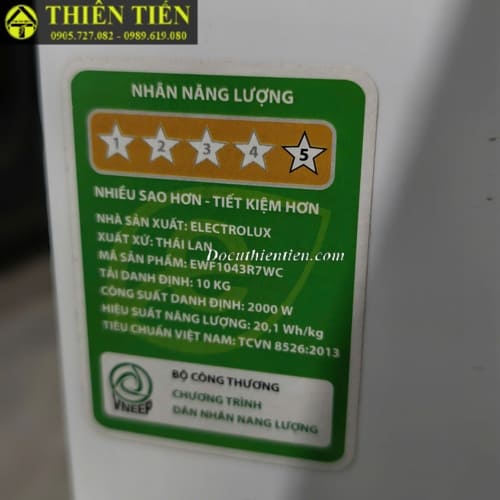 THIÊN TIẾN
0905.727.082 - 0989.619.080
NHÃN NĂNG LƯỢNG
1 2 3 4 5
NHIỀU SAO HƠN - TIẾT KIỆM HƠN
NHÀ SẢN XUẤT: ELECTROLUX
XUẤT XỨ: THÁI LAN
Docuthientien.com
MÃ SẢN PHẨM: EWF1043R7WC
TẢI DANH ĐỊNH: 10 KG
CÔNG SUẤT DANH ĐỊNH: 2000 W
HIỆU SUẤT NĂNG LƯỢNG: 20,1 Wh/kg
TIÊU CHUẨN VIỆT NAM: TCVN 8526:2013
BỘ CÔNG THƯƠNG
CHƯƠNG TRÌNH
DÁN NHÃN NĂNG LƯỢNG
VNEEP